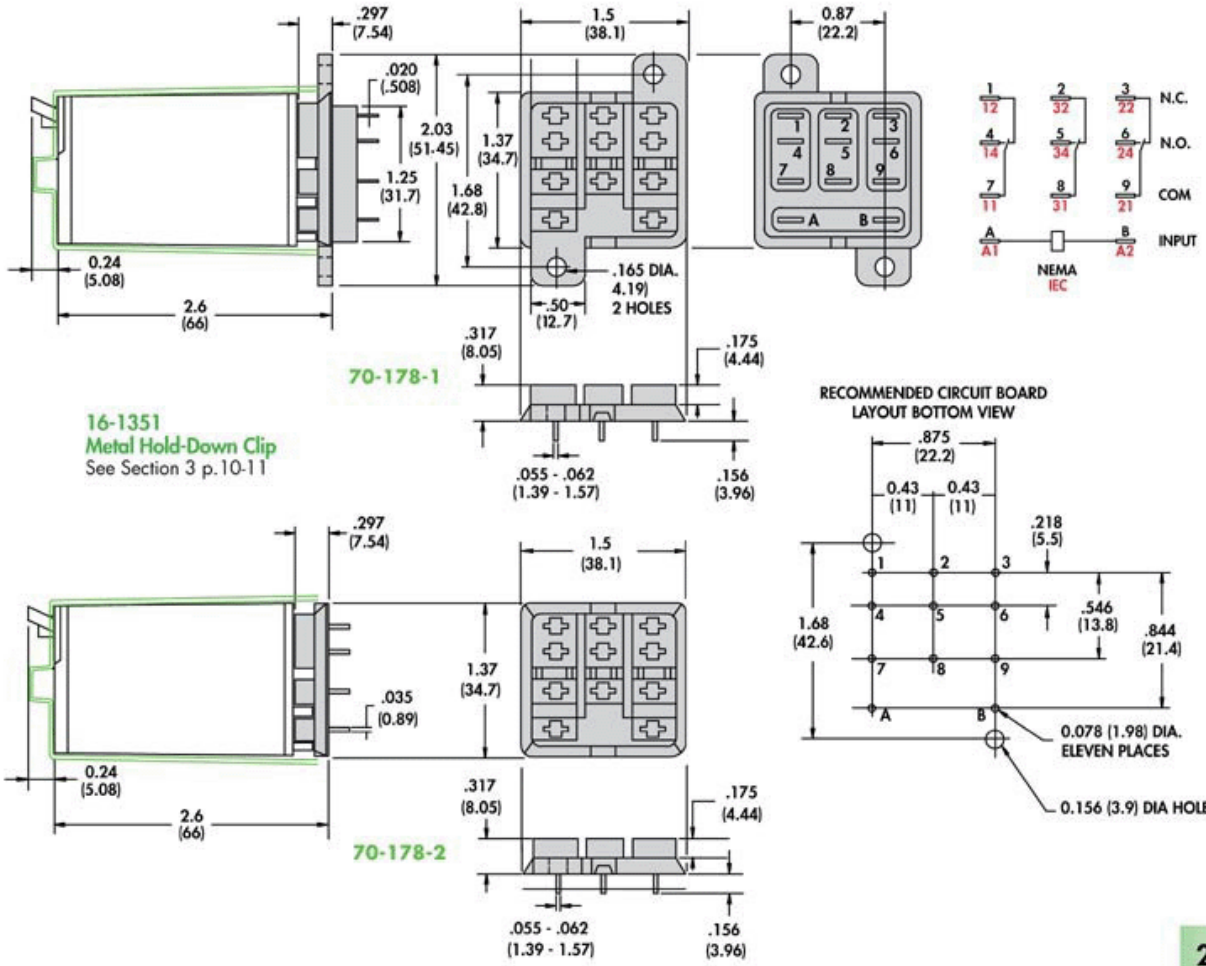 .297
(7.54)
.020
(.508)
2.03
(51.45)
1.25
(31.7)
0.24
(5.08)
2.6
(66)
1.5
(38.1)
1.37
(34.7)
1.68
(42.8)
.165 DIA.
4.19)
2 HOLES
.50
(12.7)
0.87
(22.2)
1 2 3
4 5 6
7 8 9
A B
1 2 3 N.C.
12 32 22
4 5 6 N.O.
14 34 24
7 8 9 COM
11 31 21
A B INPUT
A1 A2
NEMA
IEC
.317
(8.05)
.175
(4.44)
70-178-1
.055 - .062
(1.39 - 1.57)
.156
(3.96)
16-1351
Metal Hold-Down Clip
See Section 3 p.10-11
RECOMMENDED CIRCUIT BOARD
LAYOUT BOTTOM VIEW
.875
(22.2)
0.43 0.43
(11) (11)
.218
(5.5)
1 2 3
4 5 6
7 8 9
A B
1.68
(42.6)
.546
(13.8)
.844
(21.4)
0.078 (1.98) DIA.
ELEVEN PLACES
0.156 (3.9) DIA HOLE
.297
(7.54)
1.5
(38.1)
1.37
(34.7)
.035
(0.89)
0.24
(5.08)
2.6
(66)
.317
(8.05)
.175
(4.44)
70-178-2
.055 - .062
(1.39 - 1.57)
.156
(3.96)
2